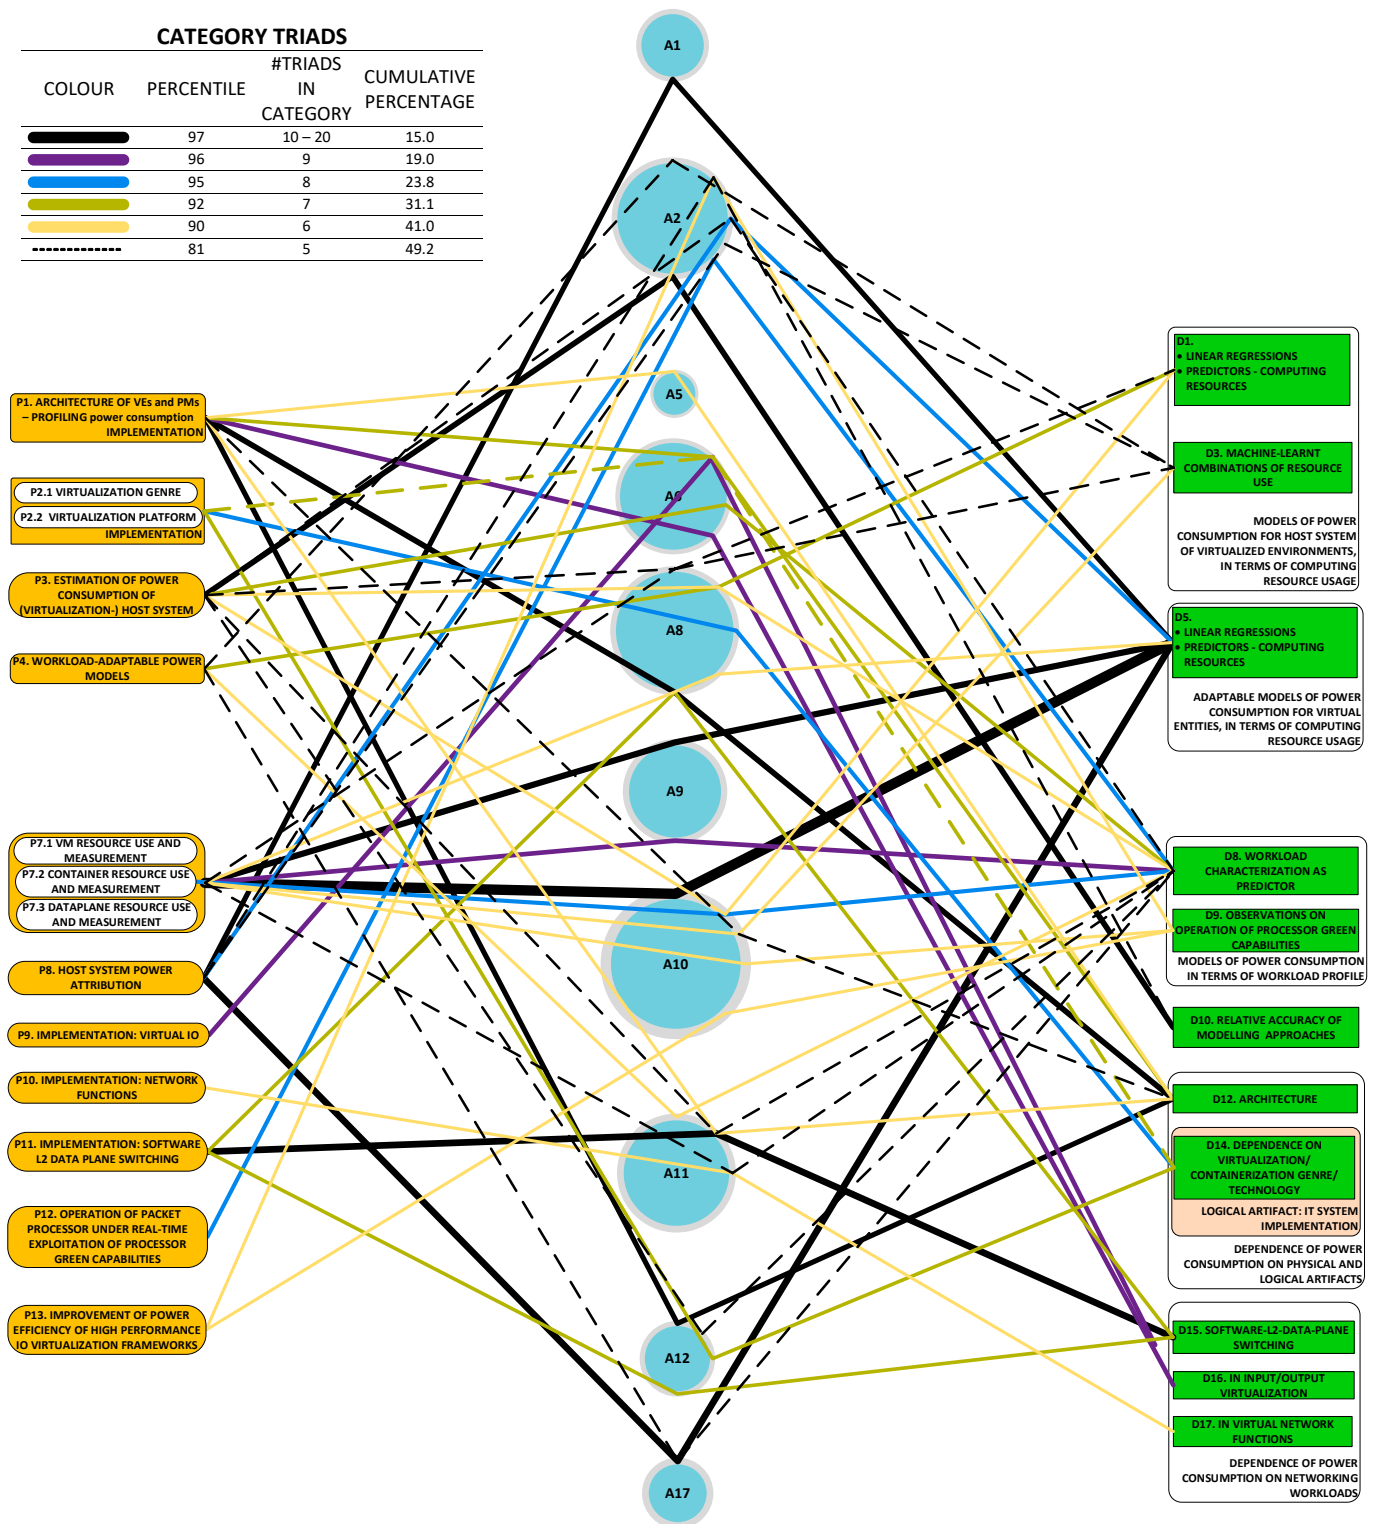 CATEGORY TRIADS
COLOUR PERCENTILE #TRIADS IN CATEGORY CUMULATIVE PERCENTAGE
97 10 – 20 15.0
96 9 19.0
95 8 23.8
92 7 31.1
90 6 41.0
81 5 49.2
P1. ARCHITECTURE OF VEs and PMs
– PROFILING power consumption
IMPLEMENTATION
P2.1 VIRTUALIZATION GENRE
P2.2 VIRTUALIZATION PLATFORM
IMPLEMENTATION
P3. ESTIMATION OF POWER
CONSUMPTION OF
(VIRTUALIZATION-) HOST SYSTEM
P4. WORKLOAD-ADAPTABLE POWER
MODELS
P7.1 VM RESOURCE USE AND
MEASUREMENT
P7.2 CONTAINER RESOURCE USE
AND MEASUREMENT
P7.3 DATAPLANE RESOURCE USE
AND MEASUREMENT
P8. HOST SYSTEM POWER
ATTRIBUTION
P9. IMPLEMENTATION: VIRTUAL IO
P10. IMPLEMENTATION: NETWORK
FUNCTIONS
P11. IMPLEMENTATION: SOFTWARE
L2 DATA PLANE SWITCHING
P12. OPERATION OF PACKET
PROCESSOR UNDER REAL-TIME
EXPLOITATION OF PROCESSOR
GREEN CAPABILITIES
P13. IMPROVEMENT OF POWER
EFFICIENCY OF HIGH PERFORMANCE
IO VIRTUALIZATION FRAMEWORKS
A1
A2
A5
A6
A8
A9
A10
A11
A12
A17
D1.
• LINEAR REGRESSIONS
• PREDICTORS - COMPUTING
RESOURCES
D3. MACHINE-LEARNT
COMBINATIONS OF RESOURCE
USE
MODELS OF POWER
CONSUMPTION FOR HOST SYSTEM
OF VIRTUALIZED ENVIRONMENTS,
IN TERMS OF COMPUTING
RESOURCE USAGE
D5.
• LINEAR REGRESSIONS
• PREDICTORS - COMPUTING
RESOURCES
ADAPTABLE MODELS OF POWER
CONSUMPTION FOR VIRTUAL
ENTITIES, IN TERMS OF COMPUTING
RESOURCE USAGE
D8. WORKLOAD
CHARACTERIZATION AS
PREDICTOR
D9. OBSERVATIONS ON
OPERATION OF PROCESSOR GREEN
CAPABILITIES
MODELS OF POWER CONSUMPTION
IN TERMS OF WORKLOAD PROFILE
D10. RELATIVE ACCURACY OF
MODELLING APPROACHES
D12. ARCHITECTURE
D14. DEPENDENCE ON
VIRTUALIZATION/
CONTAINERIZATION GENRE/
TECHNOLOGY
LOGICAL ARTIFACT: IT SYSTEM
IMPLEMENTATION
DEPENDENCE OF POWER
CONSUMPTION ON PHYSICAL AND
LOGICAL ARTIFACTS
D15. SOFTWARE-L2-DATA-PLANE
SWITCHING
D16. IN INPUT/OUTPUT
VIRTUALIZATION
D17. IN VIRTUAL NETWORK
FUNCTIONS
DEPENDENCE OF POWER
CONSUMPTION ON NETWORKING
WORKLOADS